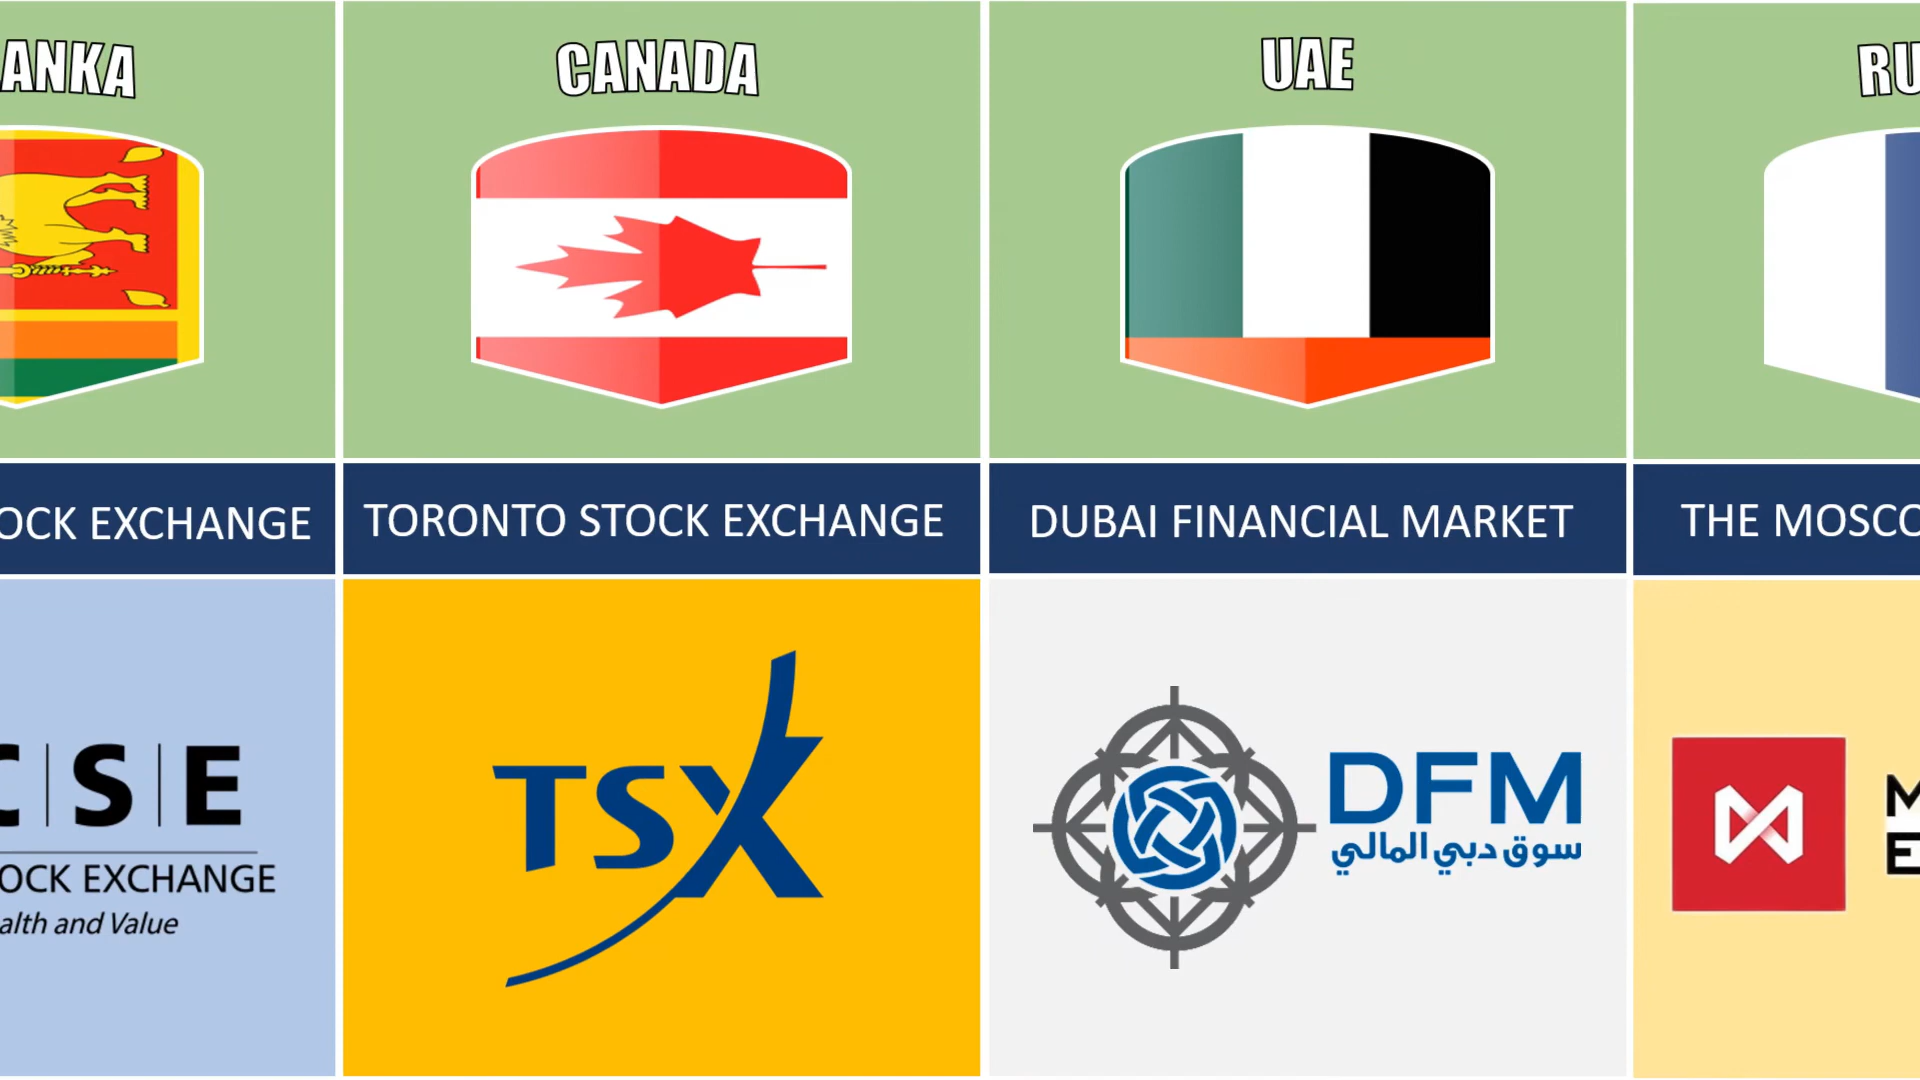 ANKA
CANADA
UAE
RU
OCK EXCHANGE
TORONTO STOCK EXCHANGE
DUBAI FINANCIAL MARKET
THE MOSCO
CSE
OCK EXCHANGE
alth and Value
TSX
DFM
سوق دبي المالي
M
E